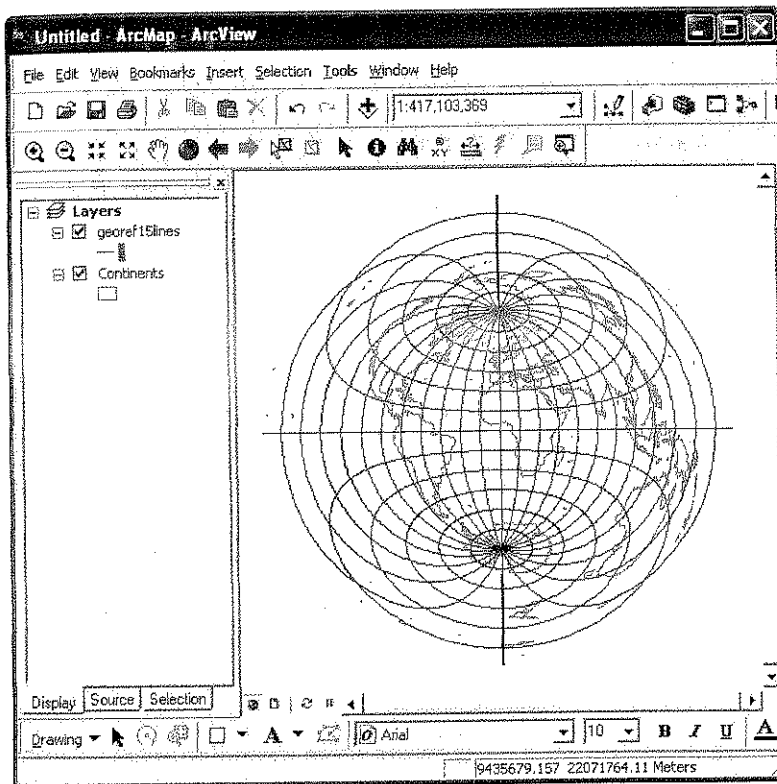 Untitled - ArcMap - ArcView
File Edit View Bookmarks Insert Selection Tools Window Help
1:417,103,369
XY
Layers
georef15lines
Continents
Display Source Selection
Drawing A Arial 10 B I U A
9435679.157 22071764.11 Meters